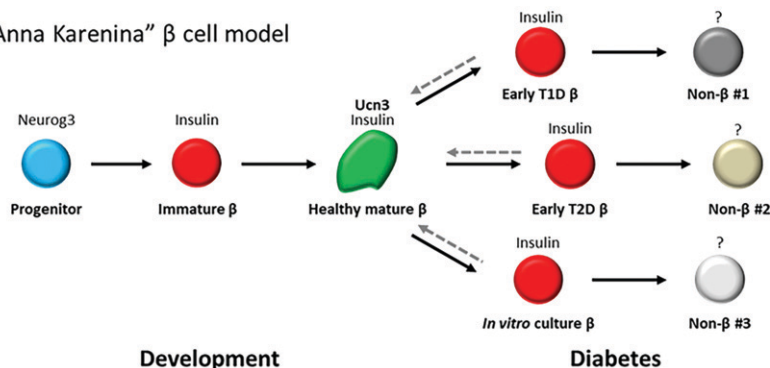 Anna Karenina” β cell model
Neurog3
Progenitor
Insulin
Immature β
Ucn3
Insulin
Healthy mature β
Insulin
Early T1D β
?
Non-β #1
Insulin
Early T2D β
?
Non-β #2
Insulin
In vitro culture β
?
Non-β #3
Development
Diabetes